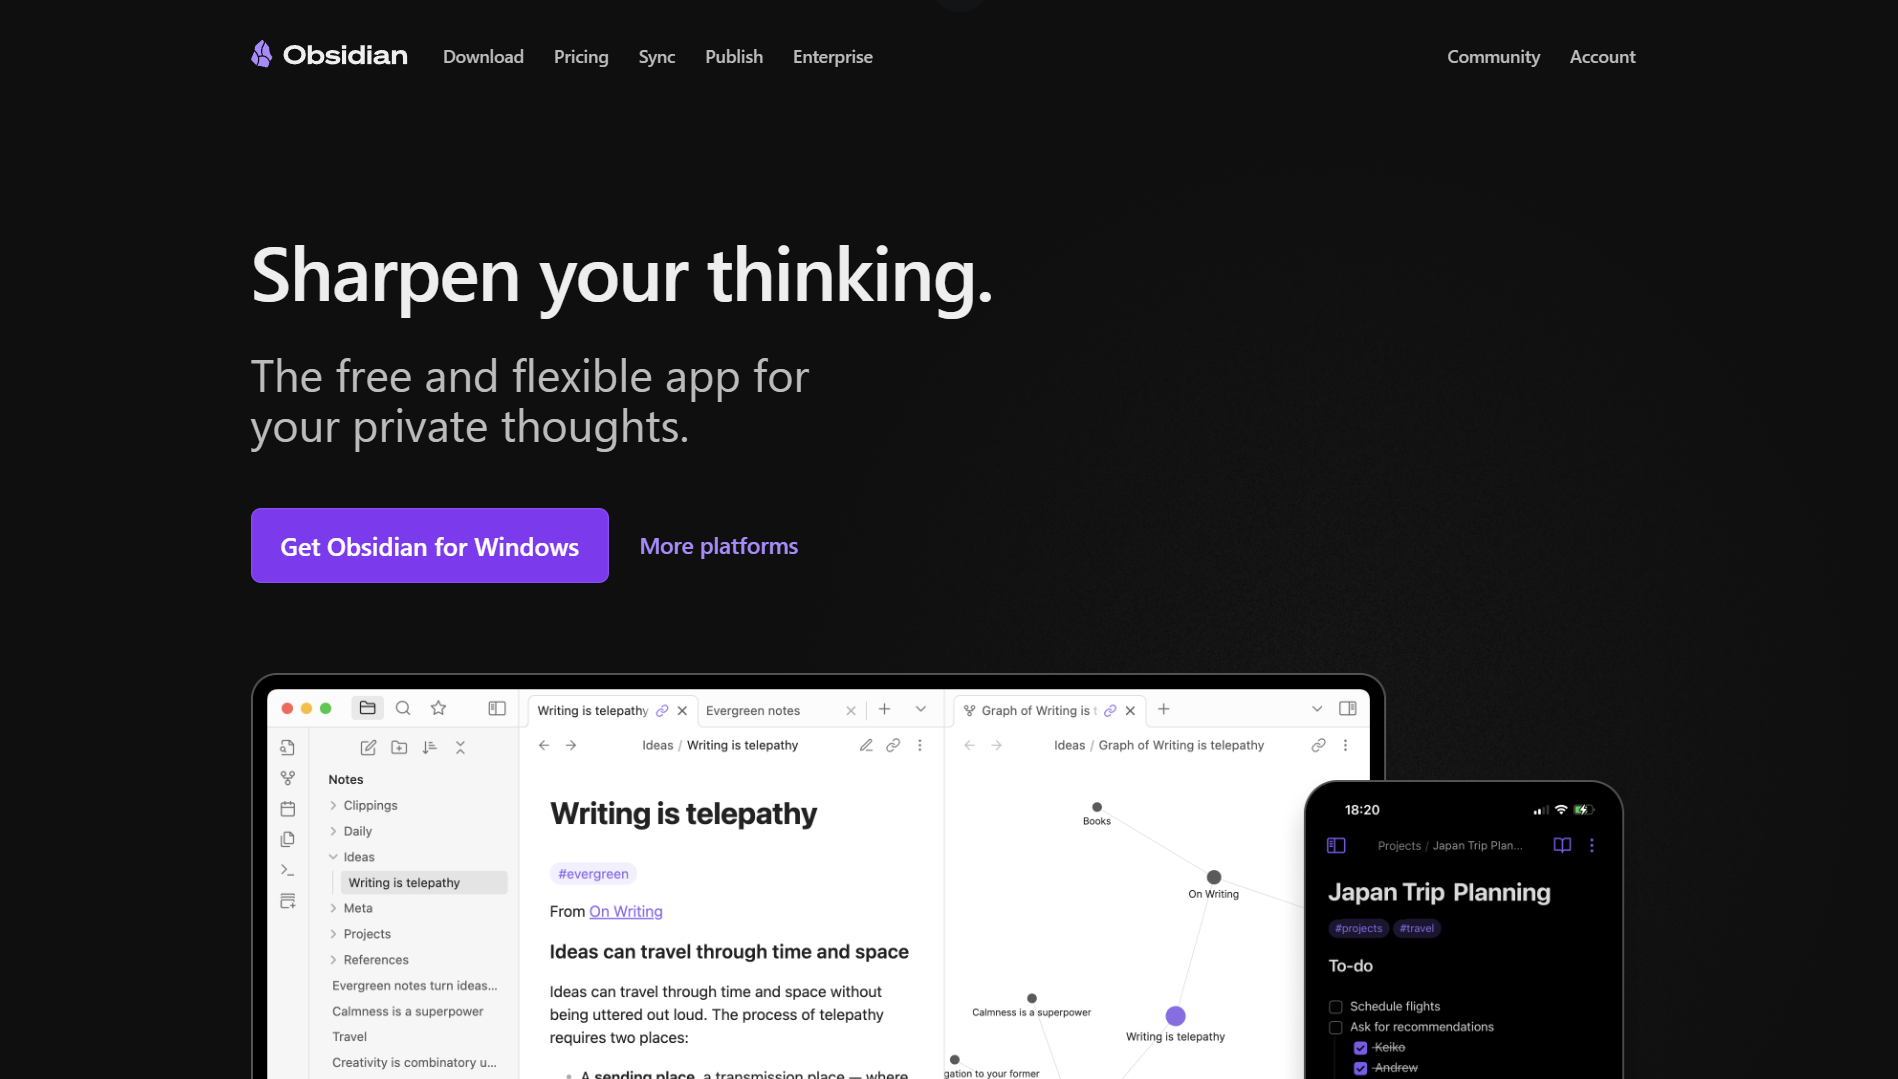 Obsidian
Download
Pricing
Sync
Publish
Enterprise
Community
Account
Sharpen your thinking.
The free and flexible app for
your private thoughts.
Get Obsidian for Windows
More platforms
Writing is telepathy
Evergreen notes
Graph of Writing is t
Ideas / Writing is telepathy
Ideas / Graph of Writing is telepathy
Notes
Clippings
Daily
Ideas
Writing is telepathy
Meta
Projects
References
Evergreen notes turn ideas...
Calmness is a superpower
Travel
Creativity is combinatory u...
Writing is telepathy
#evergreen
From On Writing
Ideas can travel through time and space
Ideas can travel through time and space without
being uttered out loud. The process of telepathy
requires two places:
• A sending place, a transmission place — where
Books
On Writing
Calmness is a superpower
Writing is telepathy
gation to your former
18:20
Projects / Japan Trip Plan...
Japan Trip Planning
#projects #travel
To-do
Schedule flights
Ask for recommendations
Keiko
Andrew